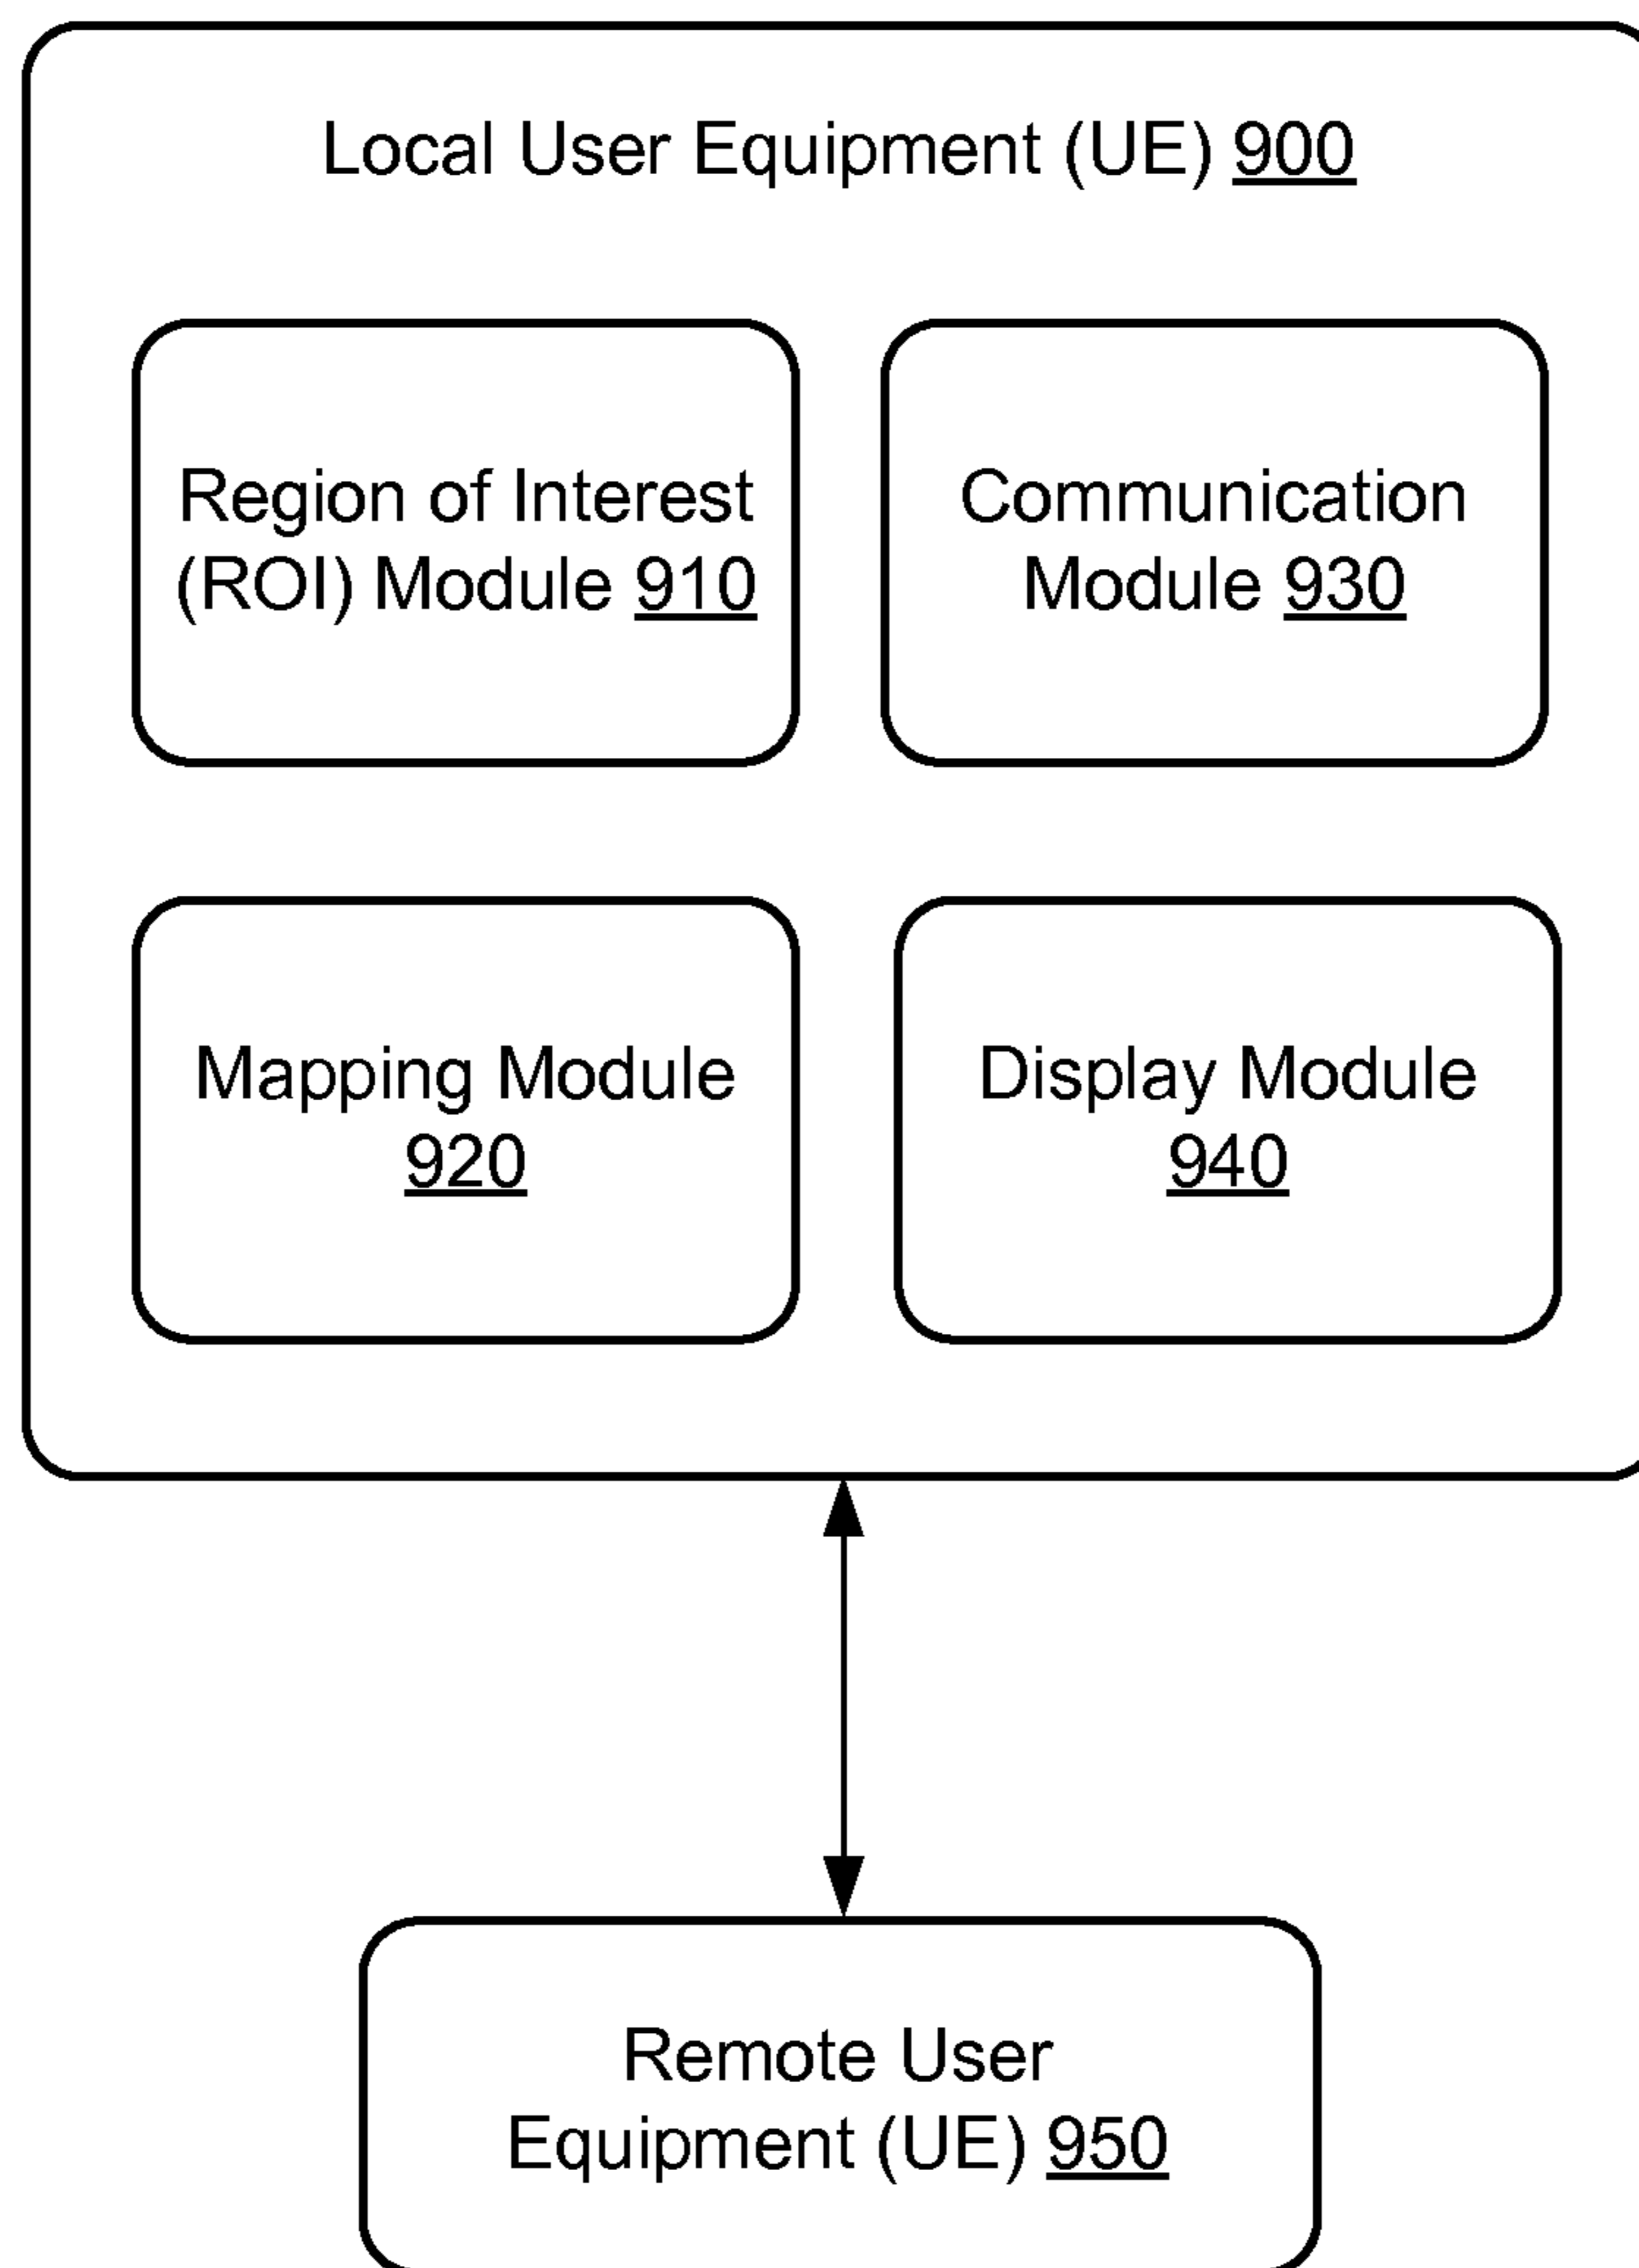 Local User Equipment (UE) 900
Region of Interest
(ROI) Module 910
Communication
Module 930
Mapping Module
920
Display Module
940
Remote User
Equipment (UE) 950